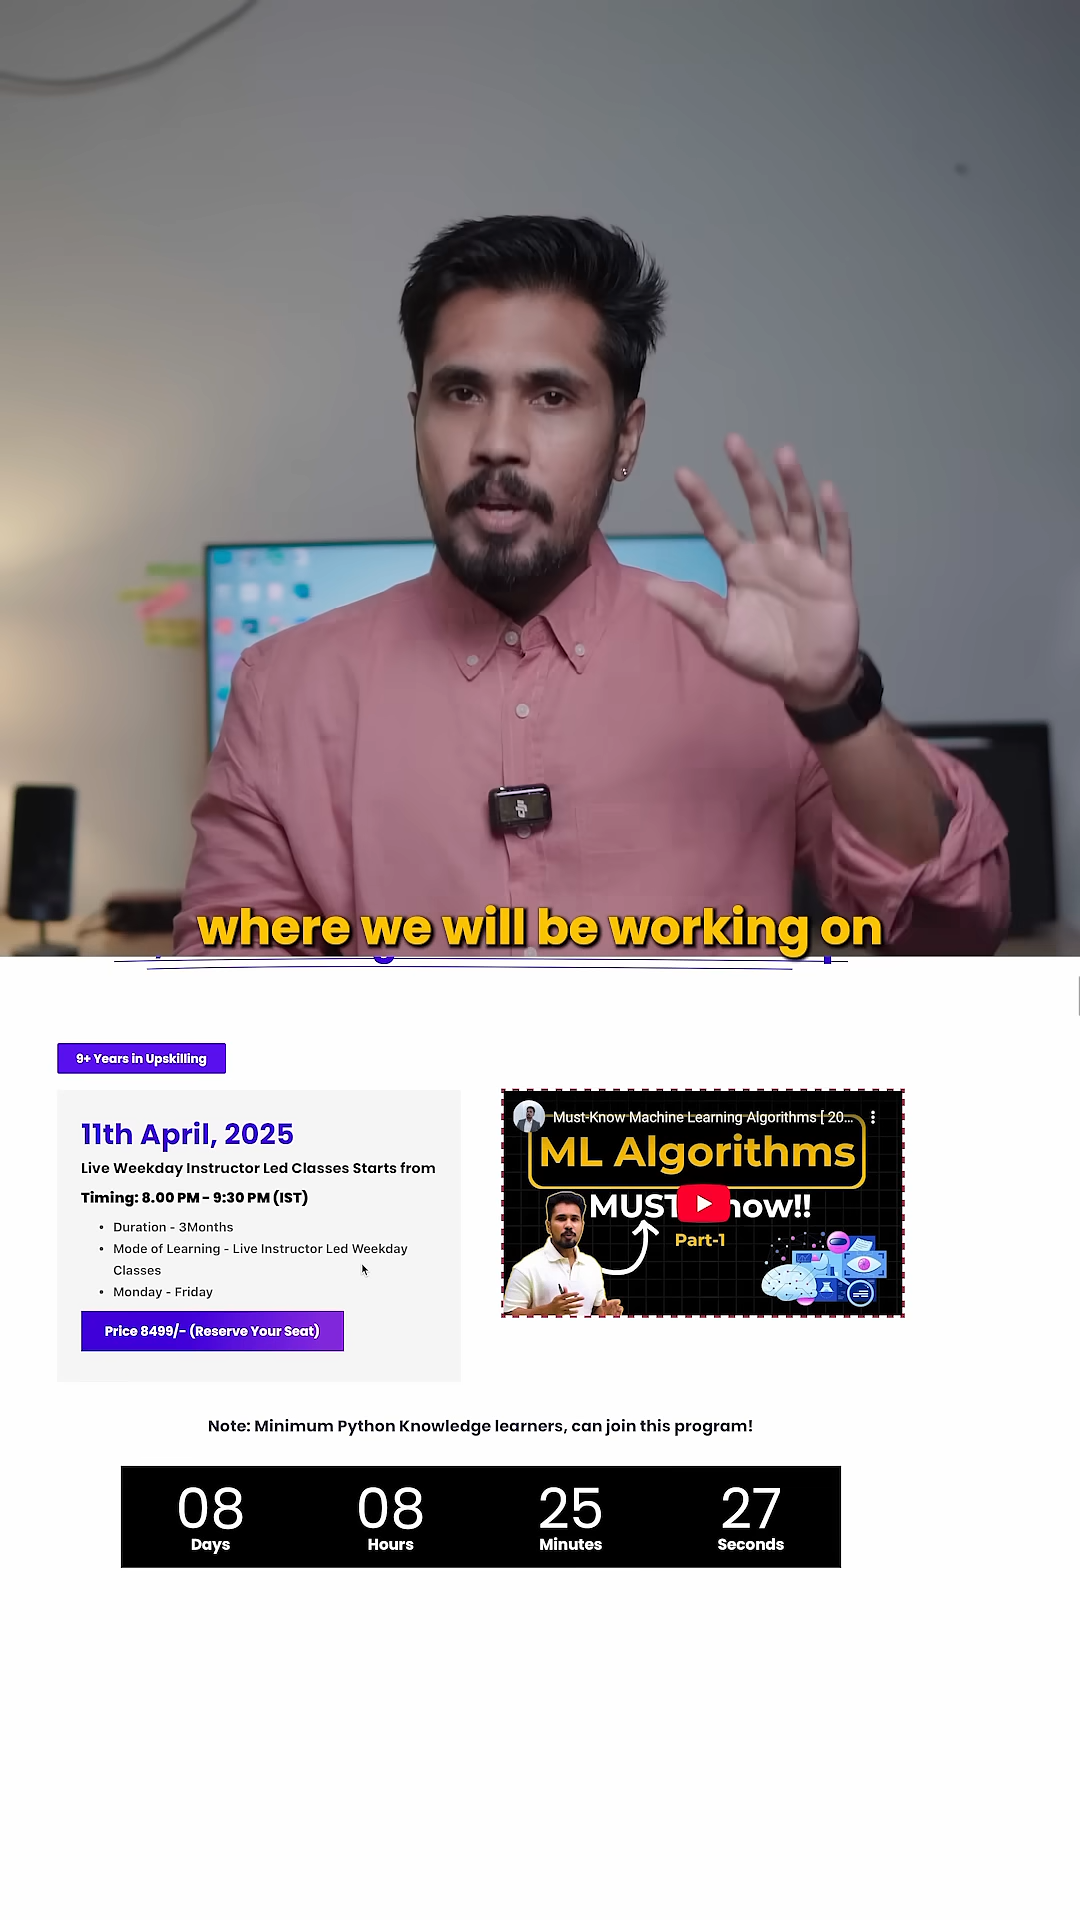 where we will be working on
9+ Years in Upskilling
11th April, 2025
Live Weekday Instructor Led Classes Starts from
Timing: 8.00 PM - 9:30 PM (IST)
• Duration - 3Months
• Mode of Learning - Live Instructor Led Weekday
Classes
• Monday - Friday
Price 8499/- (Reserve Your Seat)
Must-Know Machine Learning Algorithms [ 20...
ML Algorithms
MUST
now!!
Part-1
Note: Minimum Python Knowledge learners, can join this program!
08
08
25
27
Days
Hours
Minutes
Seconds